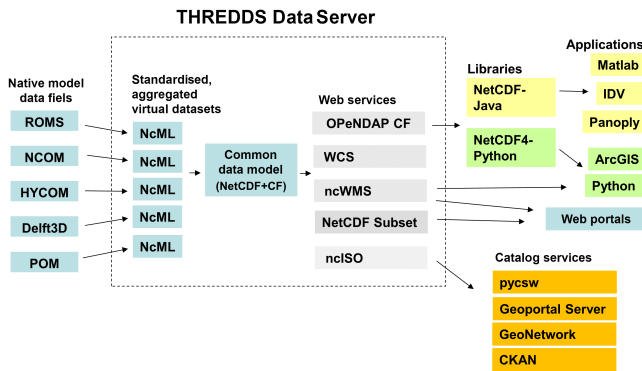 THREDDS Data Server
Native model
data fiels
ROMS
NCOM
HYCOM
Delft3D
POM
Standardised,
aggregated
virtual datasets
NcML
NcML
NcML
NcML
NcML
Common
data model
(NetCDF+CF)
Web services
OPeNDAP CF
WCS
ncWMS
NetCDF Subset
ncISO
Libraries
NetCDF-
Java
NetCDF4-
Python
Applications
Matlab
IDV
Panoply
ArcGIS
Python
Web portals
Catalog services
pycsw
Geoportal Server
GeoNetwork
CKAN